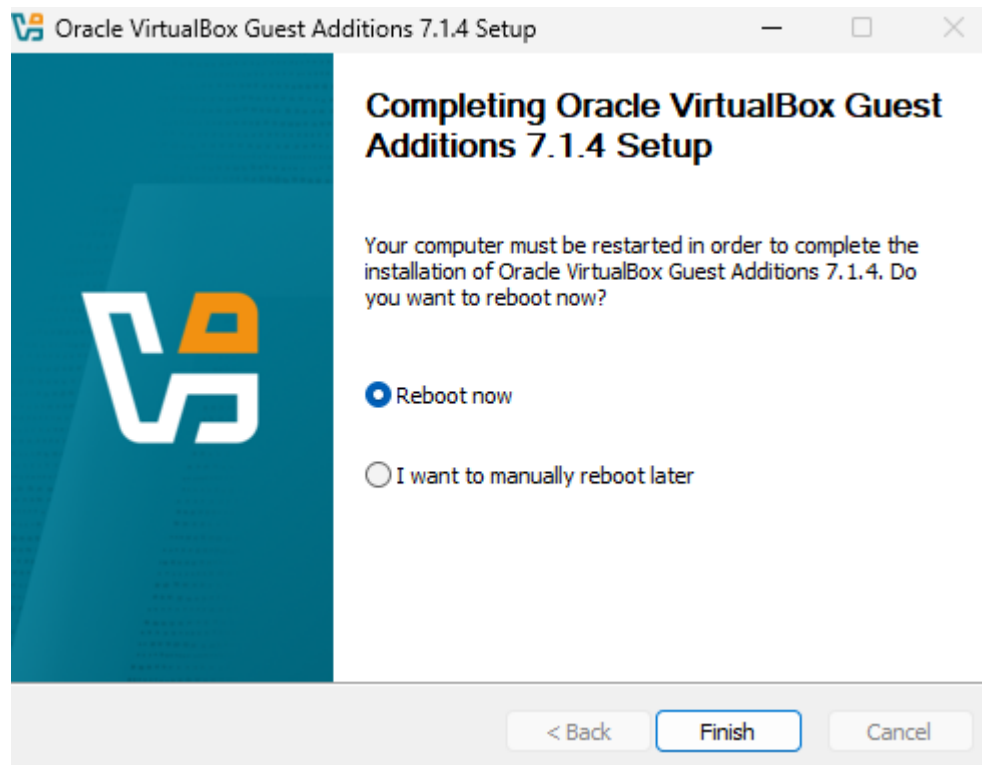 Oracle VirtualBox Guest Additions 7.1.4 Setup
Completing Oracle VirtualBox Guest
Additions 7.1.4 Setup
Your computer must be restarted in order to complete the
installation of Oracle VirtualBox Guest Additions 7.1.4. Do
you want to reboot now?
Reboot now
I want to manually reboot later
< Back
Finish
Cancel